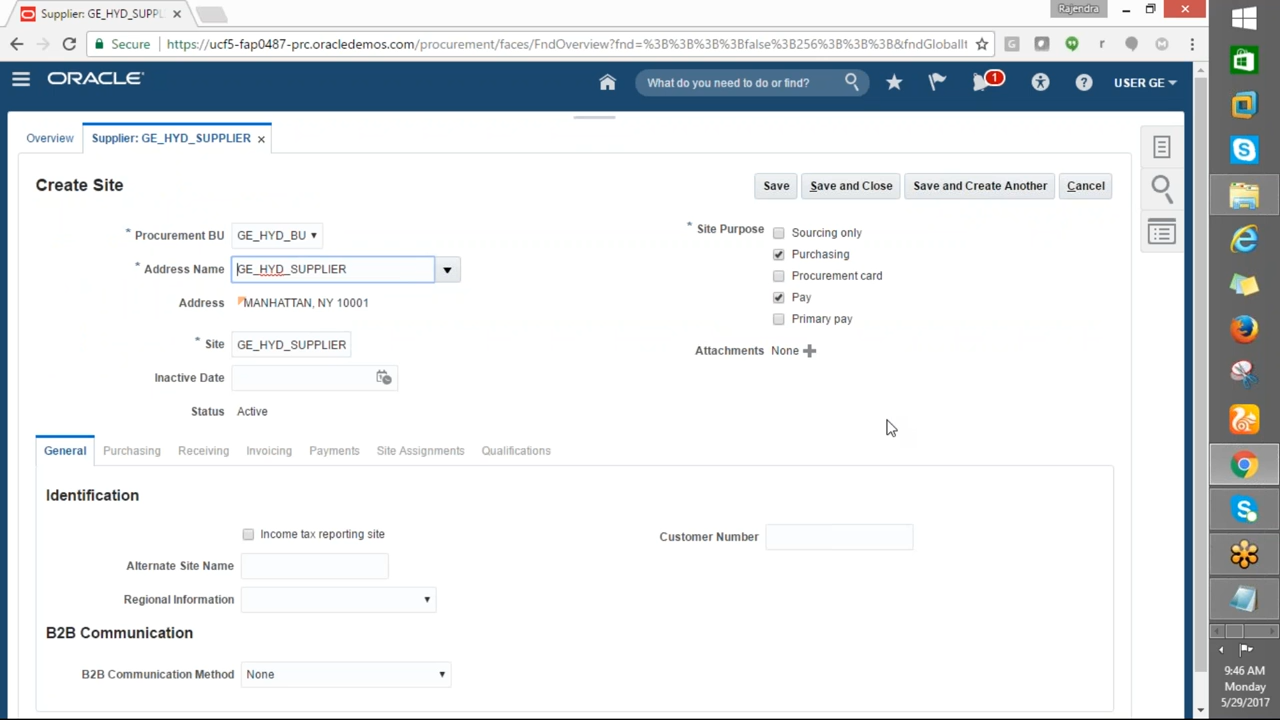 Supplier: GE_HYD_SUPPL
Rajendra
Secure
https://ucf5-fap0487-prc.oracledemos.com/procurement/faces/FndOverview?fnd=%3B%3B%3B%3Bfalse%3B256%3B%3B%3B&fndGlobalIt
ORACLE
What do you need to do or find?
1
USER GE
Overview
Supplier: GE_HYD_SUPPLIER
Create Site
Save
Save and Close
Save and Create Another
Cancel
* Procurement BU GE_HYD_BU
* Address Name GE_HYD_SUPPLIER
Address MANHATTAN, NY 10001
* Site GE_HYD_SUPPLIER
Inactive Date
Status Active
* Site Purpose
Sourcing only
Purchasing
Procurement card
Pay
Primary pay
Attachments None
General Purchasing Receiving Invoicing Payments Site Assignments Qualifications
Identification
Income tax reporting site
Customer Number
Alternate Site Name
Regional Information
B2B Communication
B2B Communication Method None
9:46 AM
Monday
5/29/2017